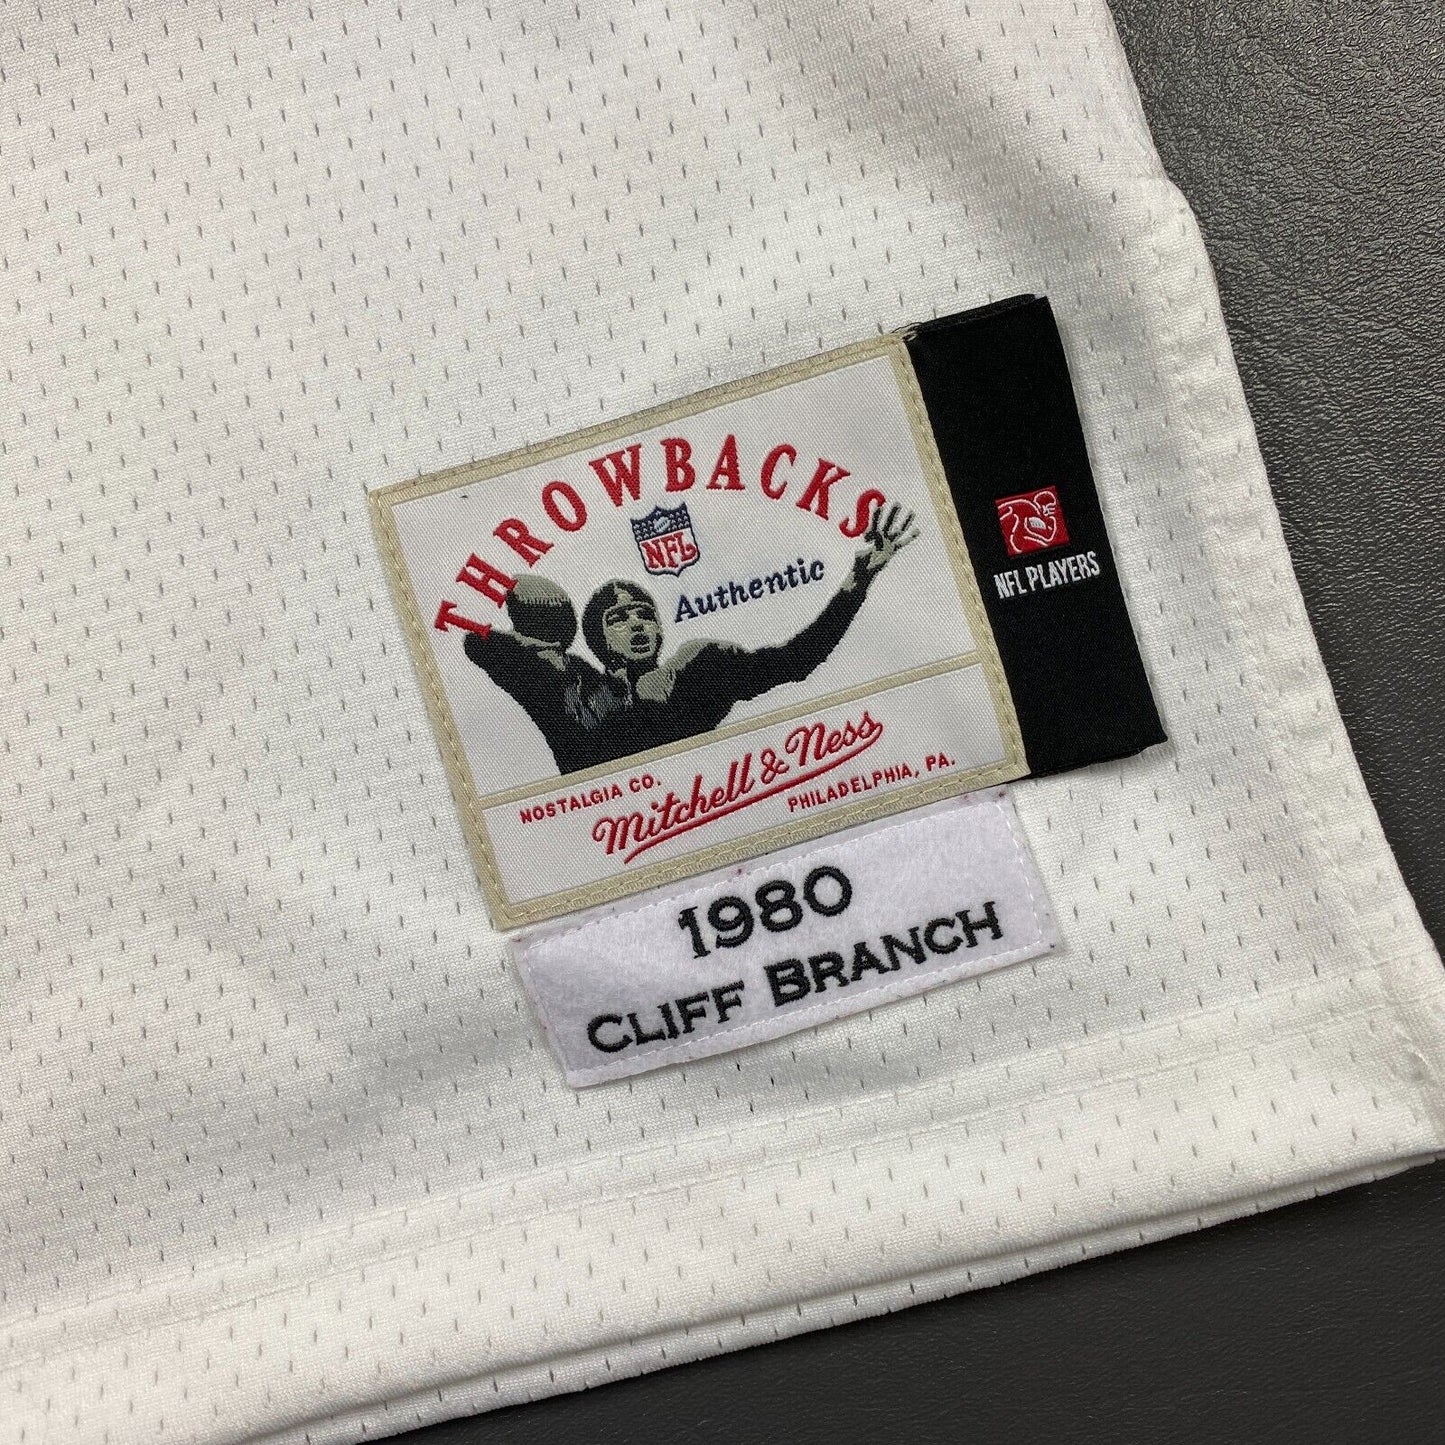 THROWBACKS
NFL
Authentic
NOSTALGIA CO.
Mitchell & Ness
PHILADELPHIA, PA.
NFL PLAYERS
1980
CLIFF BRANCH